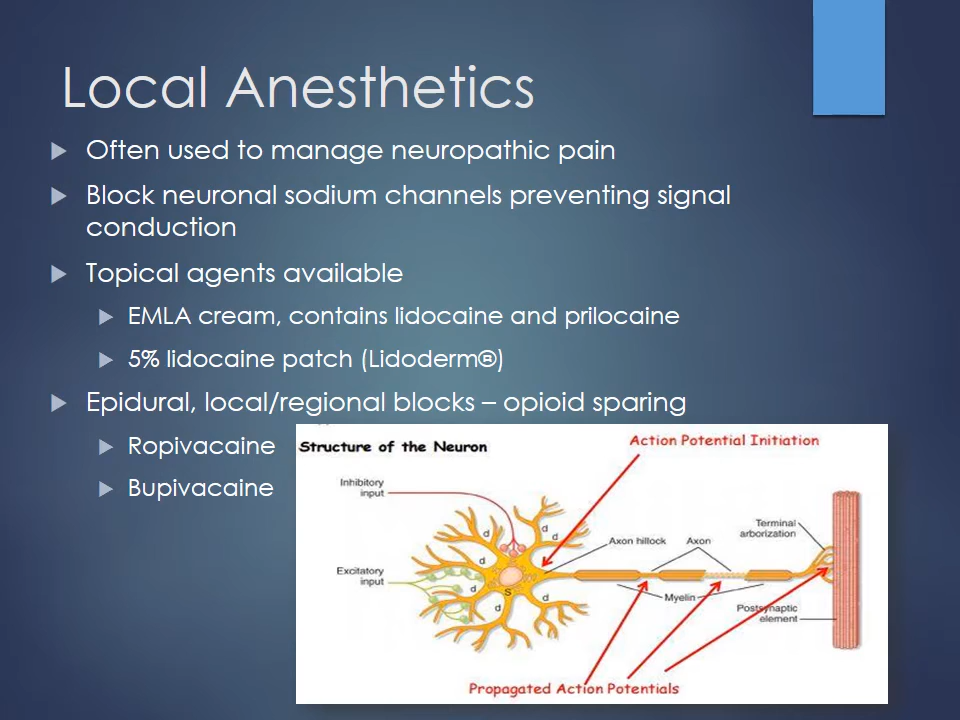 Local Anesthetics
Often used to manage neuropathic pain
Block neuronal sodium channels preventing signal
conduction
Topical agents available
EMLA cream, contains lidocaine and prilocaine
5% lidocaine patch (Lidoderm®)
Epidural, local/regional blocks – opioid sparing
Ropivacaine
Bupivacaine
Structure of the Neuron
Action Potential Initiation
Inhibitory
input
Excitatory
input
d
d
d
d
d
d
d
S
Axon hillock
Axon
Myelin
Terminal
arborization
Postsynaptic
element
Propagated Action Potentials